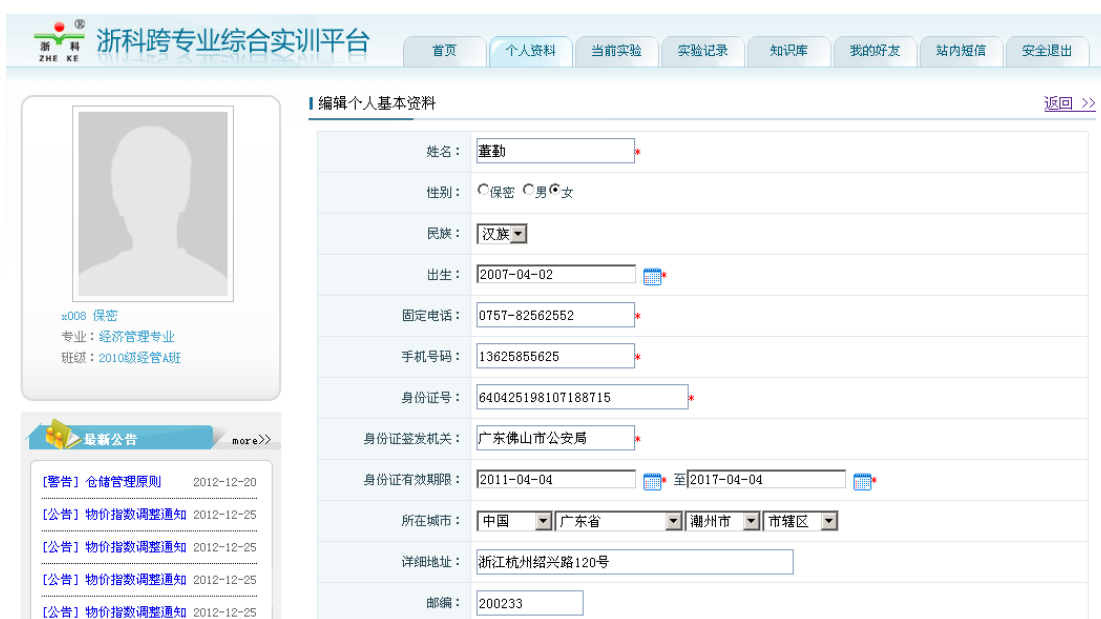 浙科
ZHE KE
®
浙科跨专业综合实训平台
首页 个人资料 当前实验 实验记录 知识库 我的好友 站内短信 安全退出
编辑个人基本资料 返回 >>
姓名: 董勤*
性别: 保密 男 女
民族: 汉族
出生: 2007-04-02*
固定电话: 0757-82562552*
手机号码: 13625855625*
身份证号: 640425198107188715*
身份证签发机关: 广东佛山市公安局*
身份证有效期限: 2011-04-04* 至2017-04-04*
所在城市: 中国 广东省 潮州市 市辖区
详细地址: 浙江杭州绍兴路120号
邮编: 200233
x008 保密
专业:经济管理专业
班级:2010级经管A班
最新公告 more>>
[警告] 仓储管理原则 2012-12-20
[公告] 物价指数调整通知 2012-12-25
[公告] 物价指数调整通知 2012-12-25
[公告] 物价指数调整通知 2012-12-25
[公告] 物价指数调整通知 2012-12-25